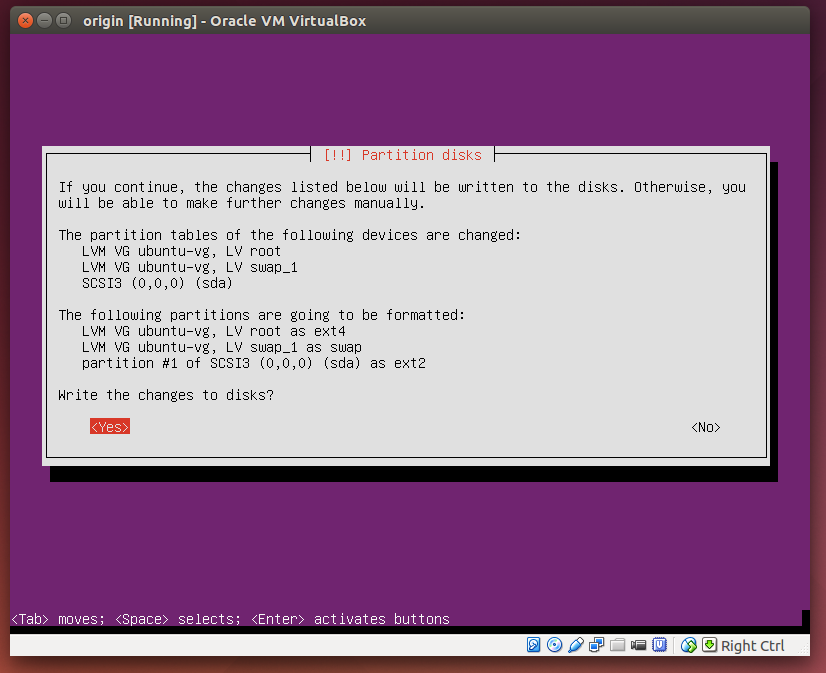 origin [Running] - Oracle VM VirtualBox
[!!] Partition disks
If you continue, the changes listed below will be written to the disks. Otherwise, you
will be able to make further changes manually.
The partition tables of the following devices are changed:
LVM VG ubuntu-vg, LV root
LVM VG ubuntu-vg, LV swap_1
SCSI3 (0,0,0) (sda)
The following partitions are going to be formatted:
LVM VG ubuntu-vg, LV root as ext4
LVM VG ubuntu-vg, LV swap_1 as swap
partition #1 of SCSI3 (0,0,0) (sda) as ext2
Write the changes to disks?
<Yes> <No>
<Tab> moves; <Space> selects; <Enter> activates buttons
Right Ctrl